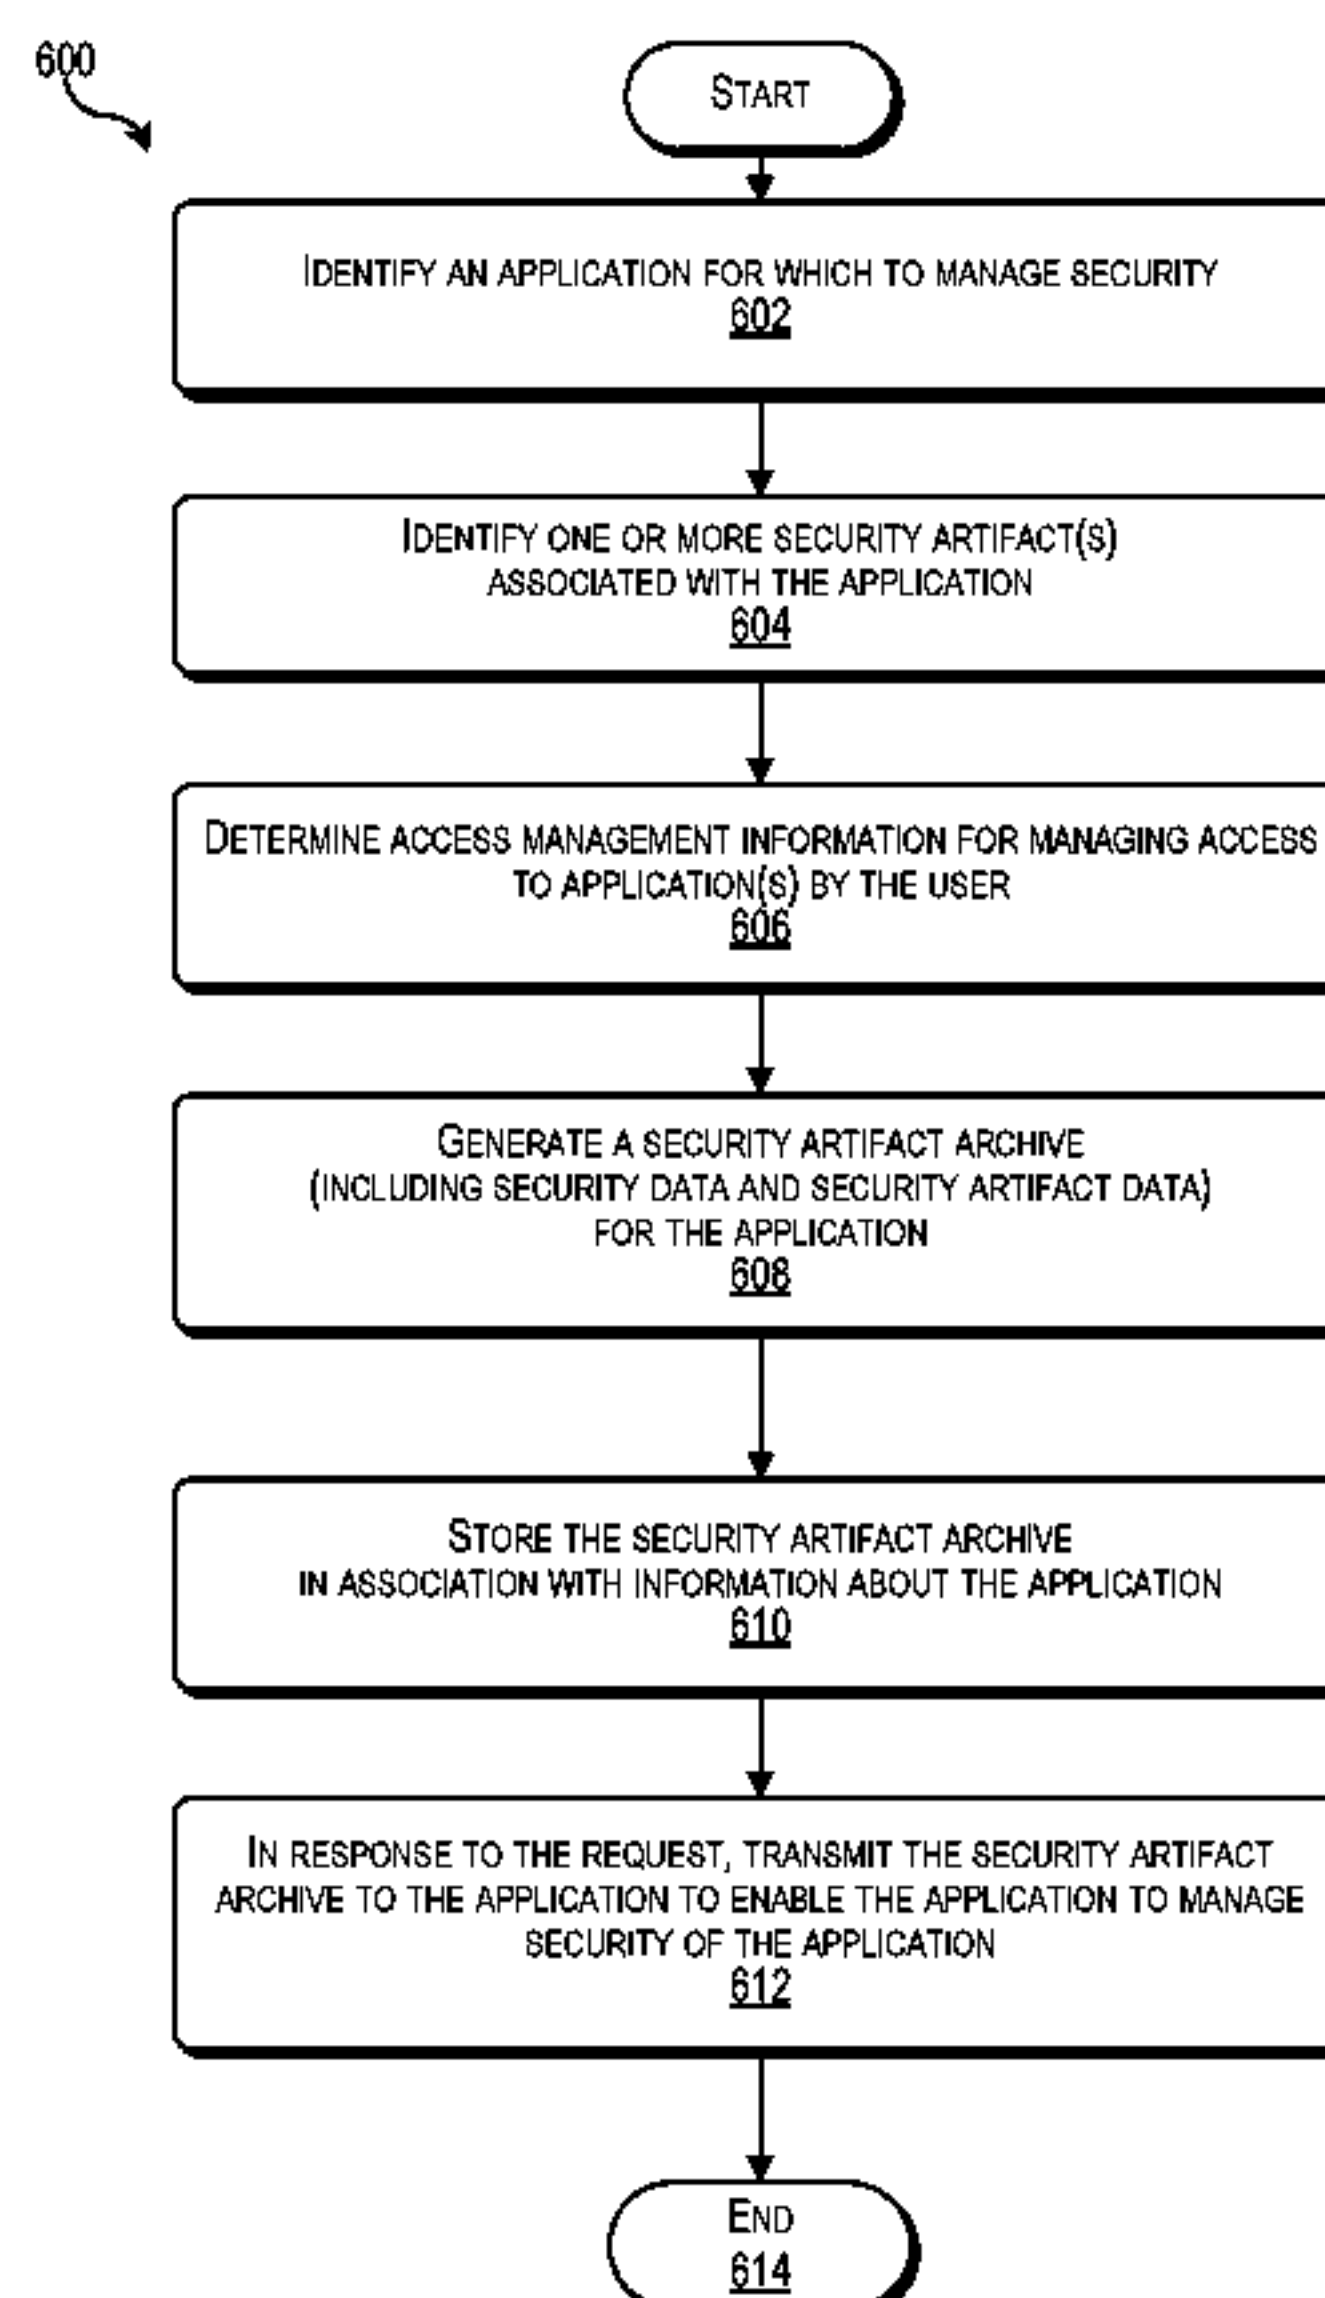 600
START
IDENTIFY AN APPLICATION FOR WHICH TO MANAGE SECURITY
602
IDENTIFY ONE OR MORE SECURITY ARTIFACT(S)
ASSOCIATED WITH THE APPLICATION
604
DETERMINE ACCESS MANAGEMENT INFORMATION FOR MANAGING ACCESS
TO APPLICATION(S) BY THE USER
606
GENERATE A SECURITY ARTIFACT ARCHIVE
(INCLUDING SECURITY DATA AND SECURITY ARTIFACT DATA)
FOR THE APPLICATION
608
STORE THE SECURITY ARTIFACT ARCHIVE
IN ASSOCIATION WITH INFORMATION ABOUT THE APPLICATION
610
IN RESPONSE TO THE REQUEST, TRANSMIT THE SECURITY ARTIFACT
ARCHIVE TO THE APPLICATION TO ENABLE THE APPLICATION TO MANAGE
SECURITY OF THE APPLICATION
612
END
614